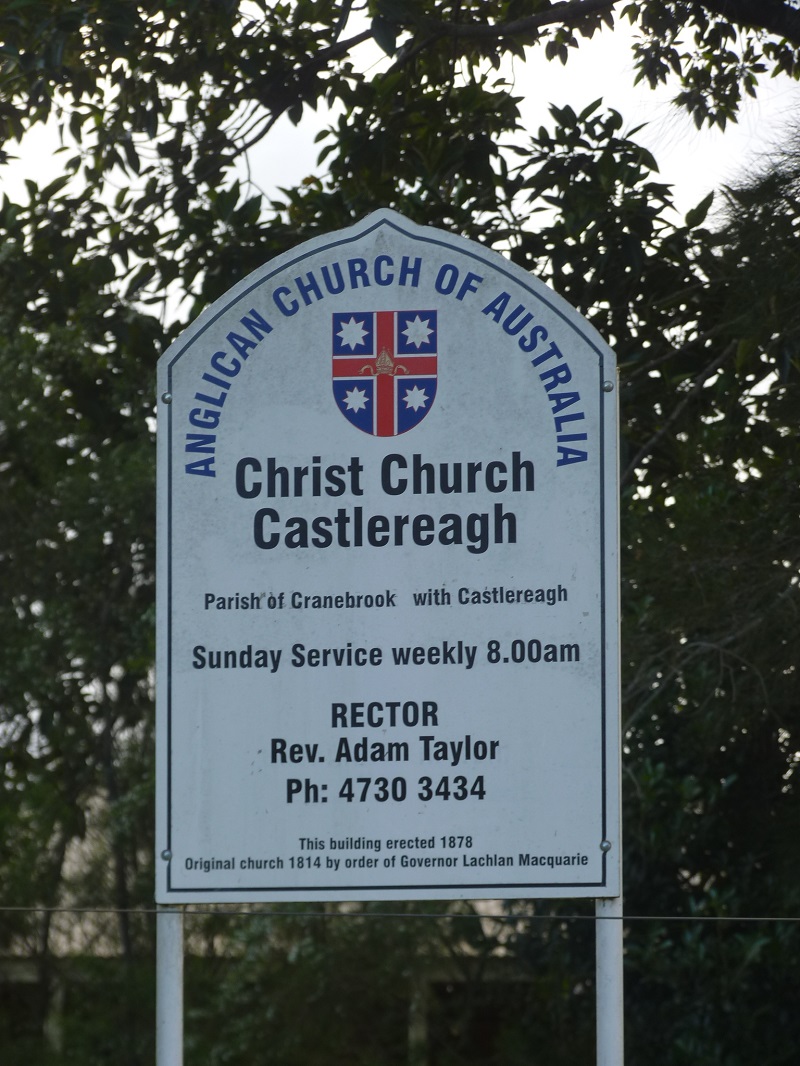 ANGLICAN CHURCH OF AUSTRALIA
Christ Church
Castlereagh
Parish of Cranebrook with Castlereagh
Sunday Service weekly 8.00am
RECTOR
Rev. Adam Taylor
Ph: 4730 3434
This building erected 1878
Original church 1814 by order of Governor Lachlan Macquarie